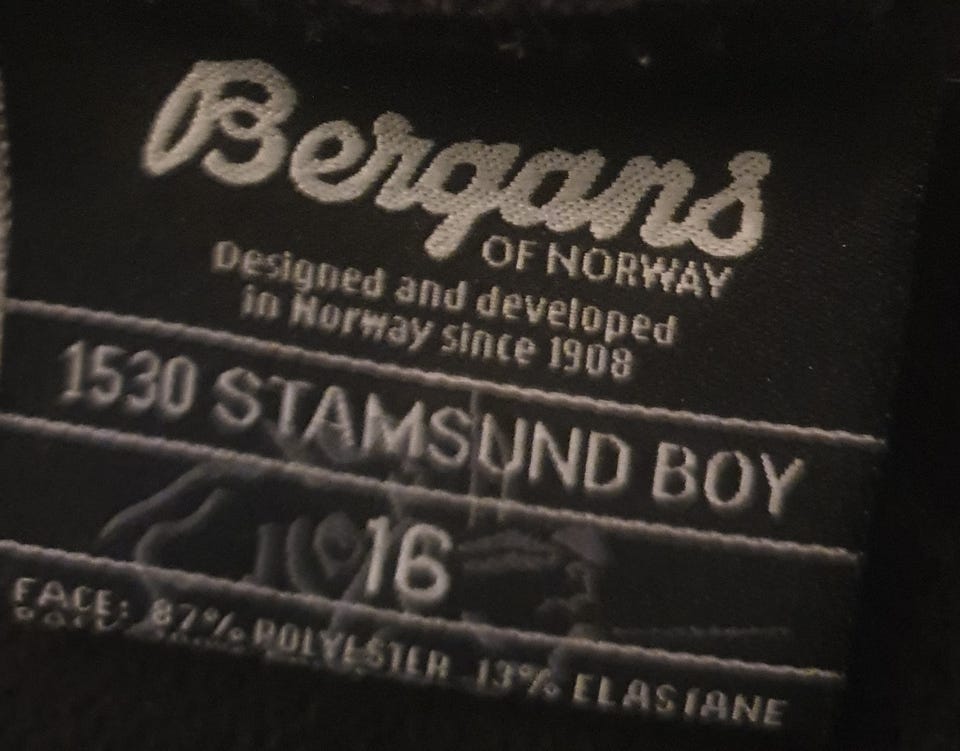 Bergans
OF NORWAY
Designed and developed
in Norway since 1908
1530 STAMSUND BOY
16
FACE: 87% POLYESTER 13% ELASTANE